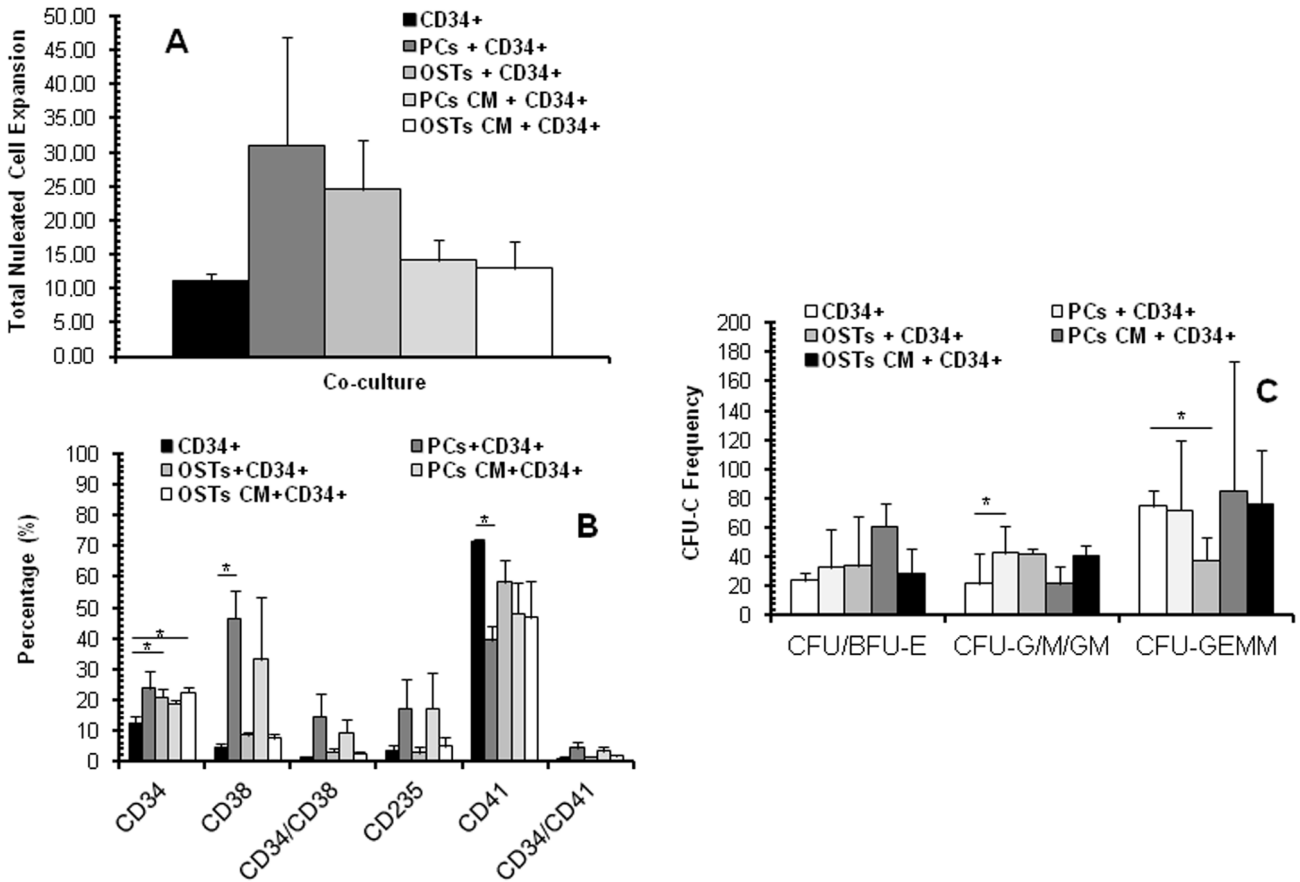 50.00
45.00
40.00
35.00
30.00
25.00
20.00
15.00
10.00
5.00
0.00
Total Nuleated Cell Expansion
A
CD34+
PCs + CD34+
OSTs + CD34+
PCs CM + CD34+
OSTs CM + CD34+
Co-culture
100
90
80
70
60
50
40
30
20
10
0
Percentage (%)
CD34+ PCs+CD34+
OSTs+CD34+ PCs CM+CD34+
OSTs CM+CD34+
B
* * * *
CD34 CD38 CD34/CD38 CD235 CD41 CD34/CD41
200
180
160
140
120
100
80
60
40
20
0
CFU-C Frequency
CD34+ PCs + CD34+
OSTs + CD34+ PCs CM + CD34+
OSTs CM + CD34+
C
* *
CFU/BFU-E CFU-G/M/GM CFU-GEMM